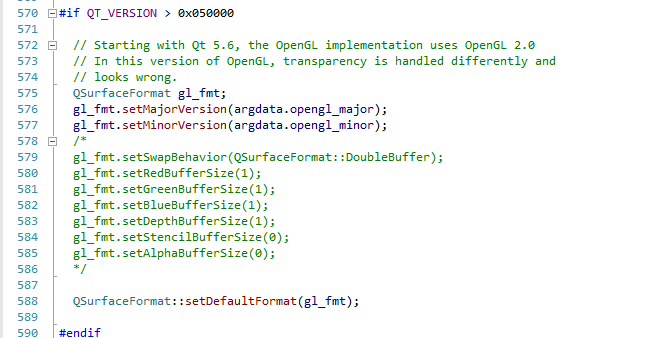 570 #if QT_VERSION > 0x050000
571
572 // Starting with Qt 5.6, the OpenGL implementation uses OpenGL 2.0
573 // In this version of OpenGL, transparency is handled differently and
574 // looks wrong.
575 QSurfaceFormat gl_fmt;
576 gl_fmt.setMajorVersion(argdata.opengl_major);
577 gl_fmt.setMinorVersion(argdata.opengl_minor);
578 /*
579 gl_fmt.setSwapBehavior(QSurfaceFormat::DoubleBuffer);
580 gl_fmt.setRedBufferSize(1);
581 gl_fmt.setGreenBufferSize(1);
582 gl_fmt.setBlueBufferSize(1);
583 gl_fmt.setDepthBufferSize(1);
584 gl_fmt.setStencilBufferSize(0);
585 gl_fmt.setAlphaBufferSize(0);
586 */
587
588 QSurfaceFormat::setDefaultFormat(gl_fmt);
589
590 #endif